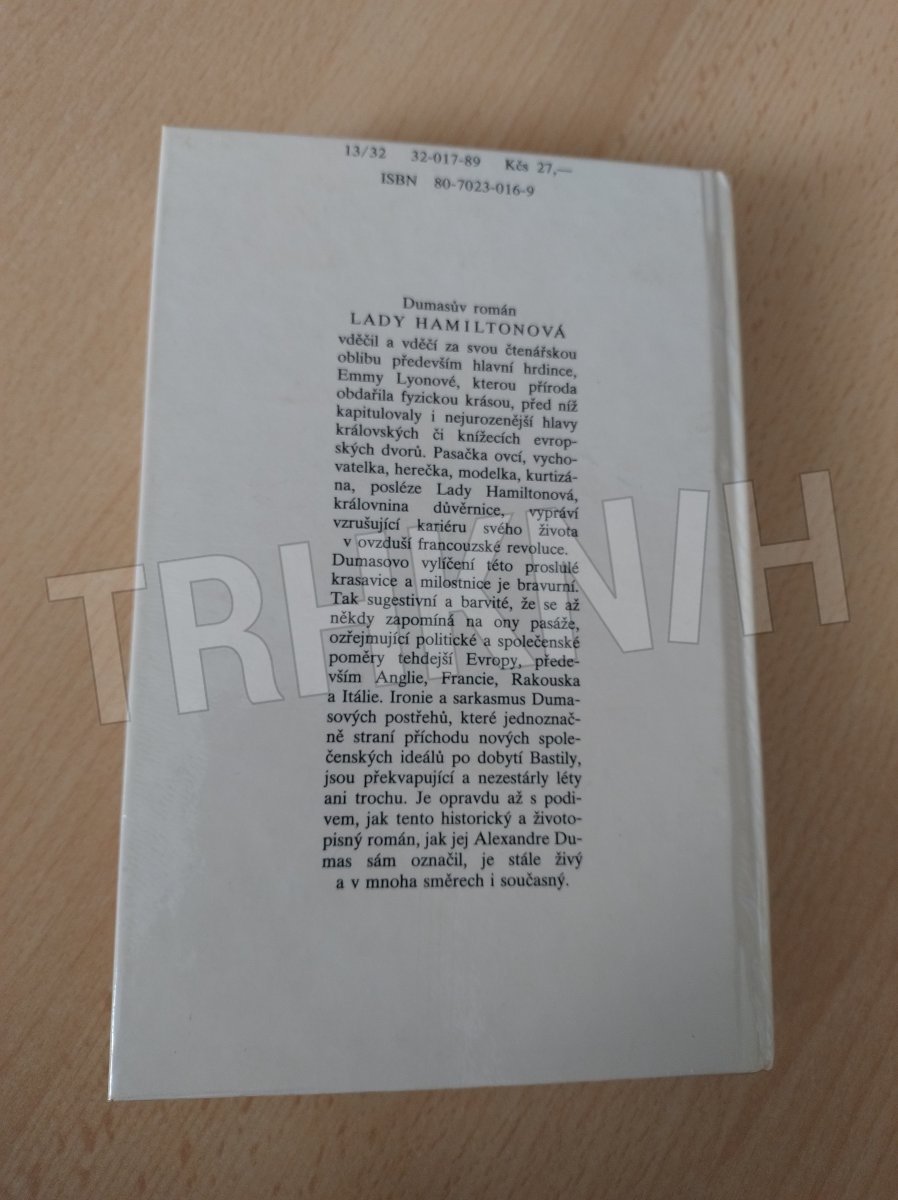 13/32 32-017-89 Kčs 27,—
ISBN 80-7023-016-9
Dumasův román
LADY HAMILTONOVÁ
vděčil a vděčí za svou čtenářskou
oblibu především hlavní hrdince,
Emmy Lyonové, kterou příroda
obdařila fyzickou krásou, před níž
kapitulovaly i nejurozenější hlavy
královských či knížecích evrop-
ských dvorů. Pasačka ovcí, vycho-
vatelka, herečka, modelka, kurtizá-
na, posléze Lady Hamiltonová,
královnina důvěrnice, vypráví
vzrušující kariéru svého života
v ovzduší francouzské revoluce.
Dumasovo vylíčení této proslulé
krasavice a milostnice je bravurní.
Tak sugestivní a barvité, že se až
někdy zapomíná na ony pasáže,
ozřejmující politické a společenské
poměry tehdejší Evropy, přede-
vším Anglie, Francie, Rakouska
a Itálie. Ironie a sarkasmus Duma-
sových postřehů, které jednoznač-
ně straní příchodu nových spole-
čenských ideálů po dobytí Bastily,
jsou překvapující a nezestárly léty
ani trochu. Je opravdu až s podi-
vem, jak tento historický a životo-
pisný román, jak jej Alexandre Du-
mas sám označil, je stále živý
a v mnoha směrech i současný.
TRHKNIH